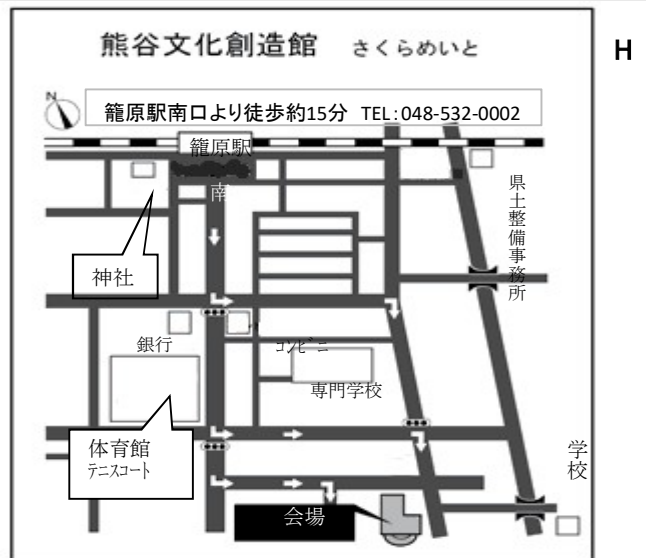 熊谷文化創造館 さくらめいと
H
N
籠原駅南口より徒歩約15分 TEL:048-532-0002
籠原駅
南
県土整備事務所
神社
銀行
コンビニ
専門学校
体育館
テニスコート
学校
会場